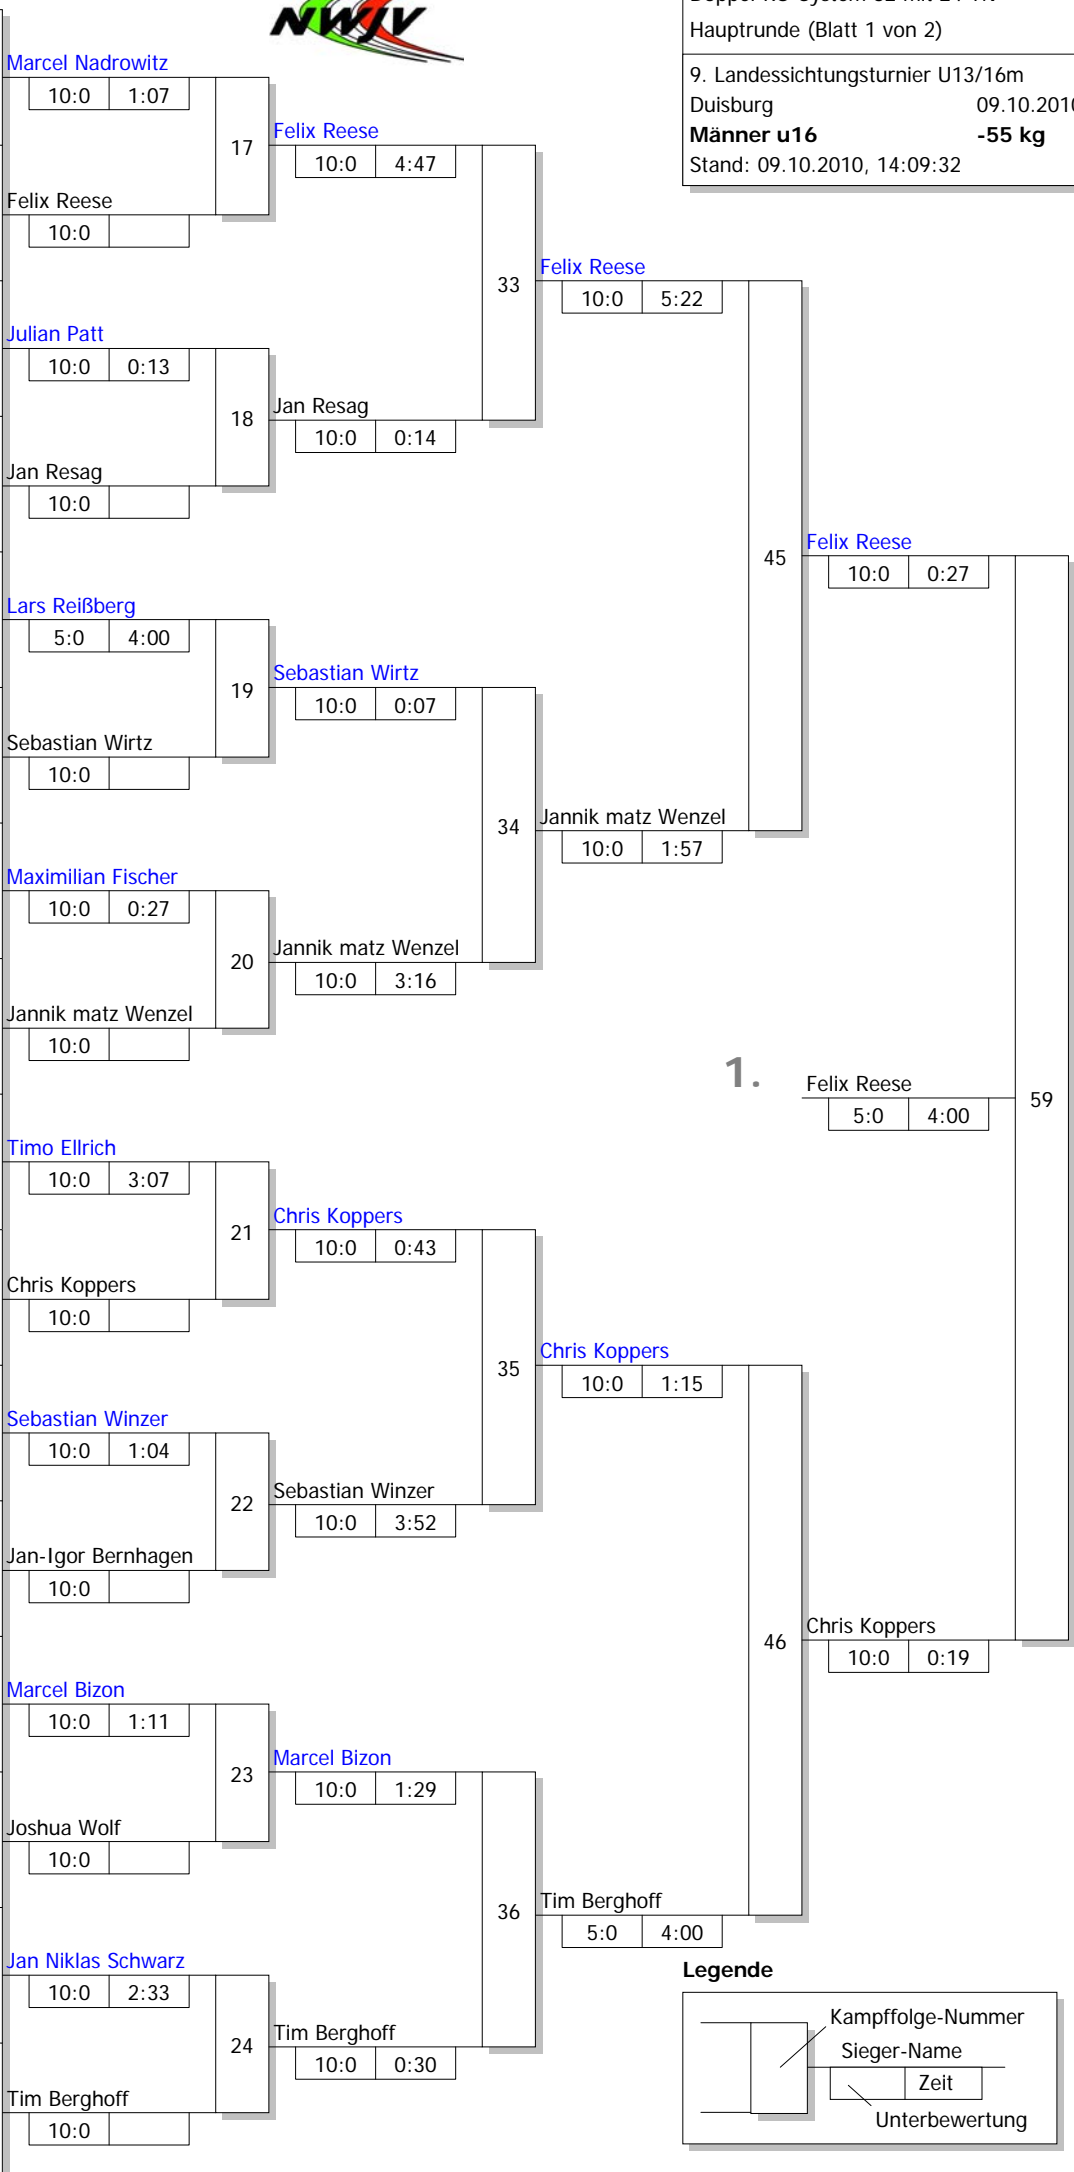 NWJV
Hauptrunde (Blatt 1 von 2)
9. Landessichtungsturnier U13/16m
Duisburg 09.10.2010
Männer u16 -55 kg
Stand: 09.10.2010, 14:09:32
Marcel Nadrowitz
10:0 1:07
17
Felix Reese
10:0 4:47
Felix Reese
10:0
33
Felix Reese
10:0 5:22
Julian Patt
10:0 0:13
18
Jan Resag
10:0 0:14
Jan Resag
10:0
45
Felix Reese
10:0 0:27
Lars Reißberg
5:0 4:00
19
Sebastian Wirtz
10:0 0:07
Sebastian Wirtz
10:0
34
Jannik matz Wenzel
10:0 1:57
Maximilian Fischer
10:0 0:27
20
Jannik matz Wenzel
10:0 3:16
Jannik matz Wenzel
10:0
1.
Felix Reese
5:0 4:00
59
Timo Ellrich
10:0 3:07
21
Chris Koppers
10:0 0:43
Chris Koppers
10:0
35
Chris Koppers
10:0 1:15
Sebastian Winzer
10:0 1:04
22
Sebastian Winzer
10:0 3:52
Jan-Igor Bernhagen
10:0
46
Chris Koppers
10:0 0:19
Marcel Bizon
10:0 1:11
23
Marcel Bizon
10:0 1:29
Joshua Wolf
10:0
36
Tim Berghoff
5:0 4:00
Jan Niklas Schwarz
10:0 2:33
24
Tim Berghoff
10:0 0:30
Tim Berghoff
10:0
Legende
Kampffolge-Nummer
Sieger-Name
Zeit
Unterbewertung